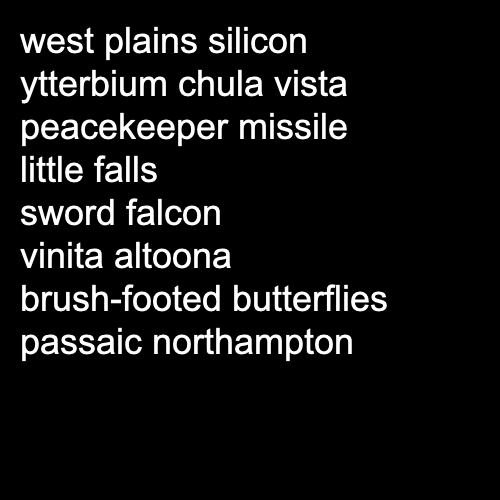 west plains silicon
ytterbium chula vista
peacekeeper missile
little falls
sword falcon
vinita altoona
brush-footed butterflies
passaic northampton